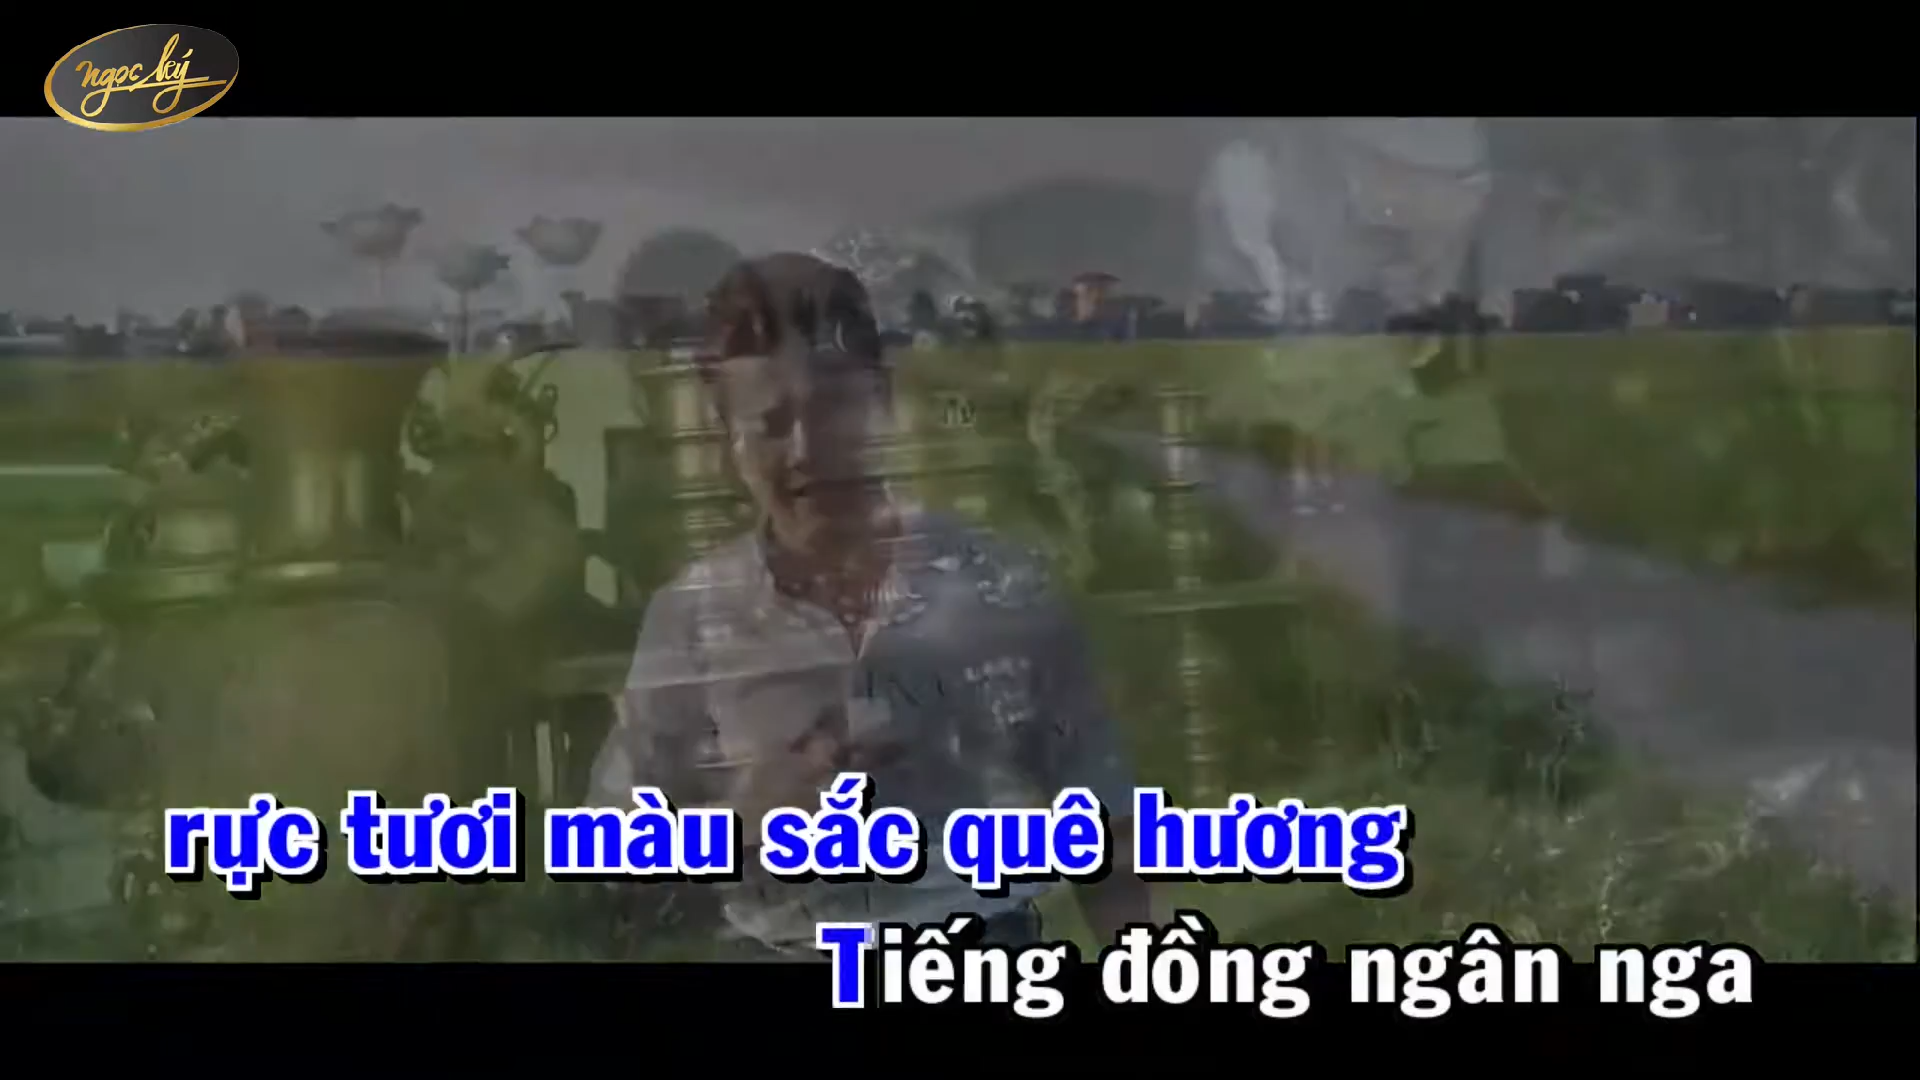 ngọc ký
rực tươi màu sắc quê hương
Tiếng đồng ngân nga